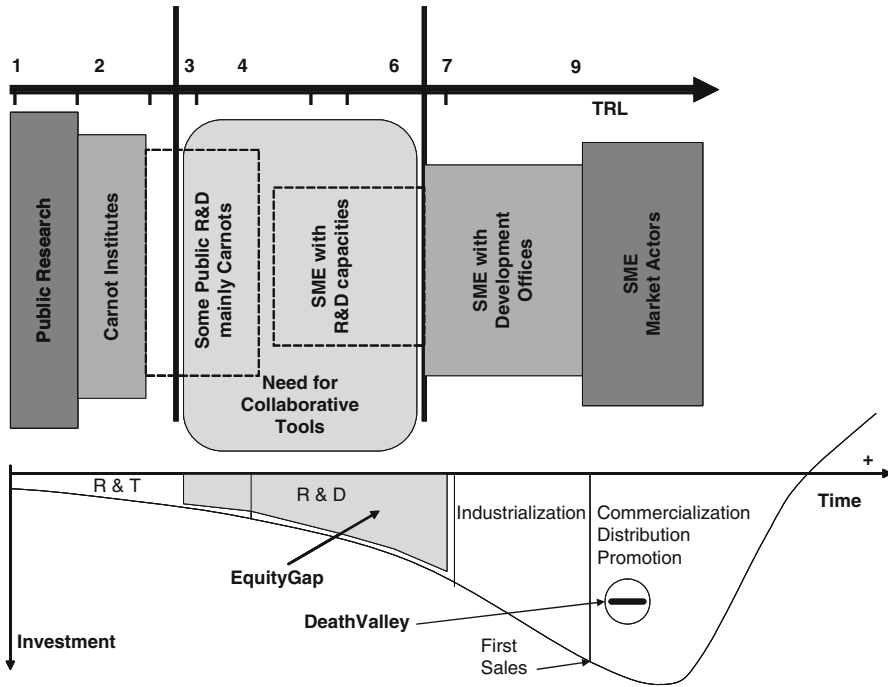 1 2 3 4 6 7 9
TRL
Public Research
Carnot Institutes
Some Public R&D
mainly Carnots
SME with
R&D capacities
Need for
Collaborative
Tools
SME with
Development
Offices
SME
Market Actors
+
Time
R & T
R & D
Industrialization
Commercialization
Distribution
Promotion
EquityGap
DeathValley
First
Sales
Investment